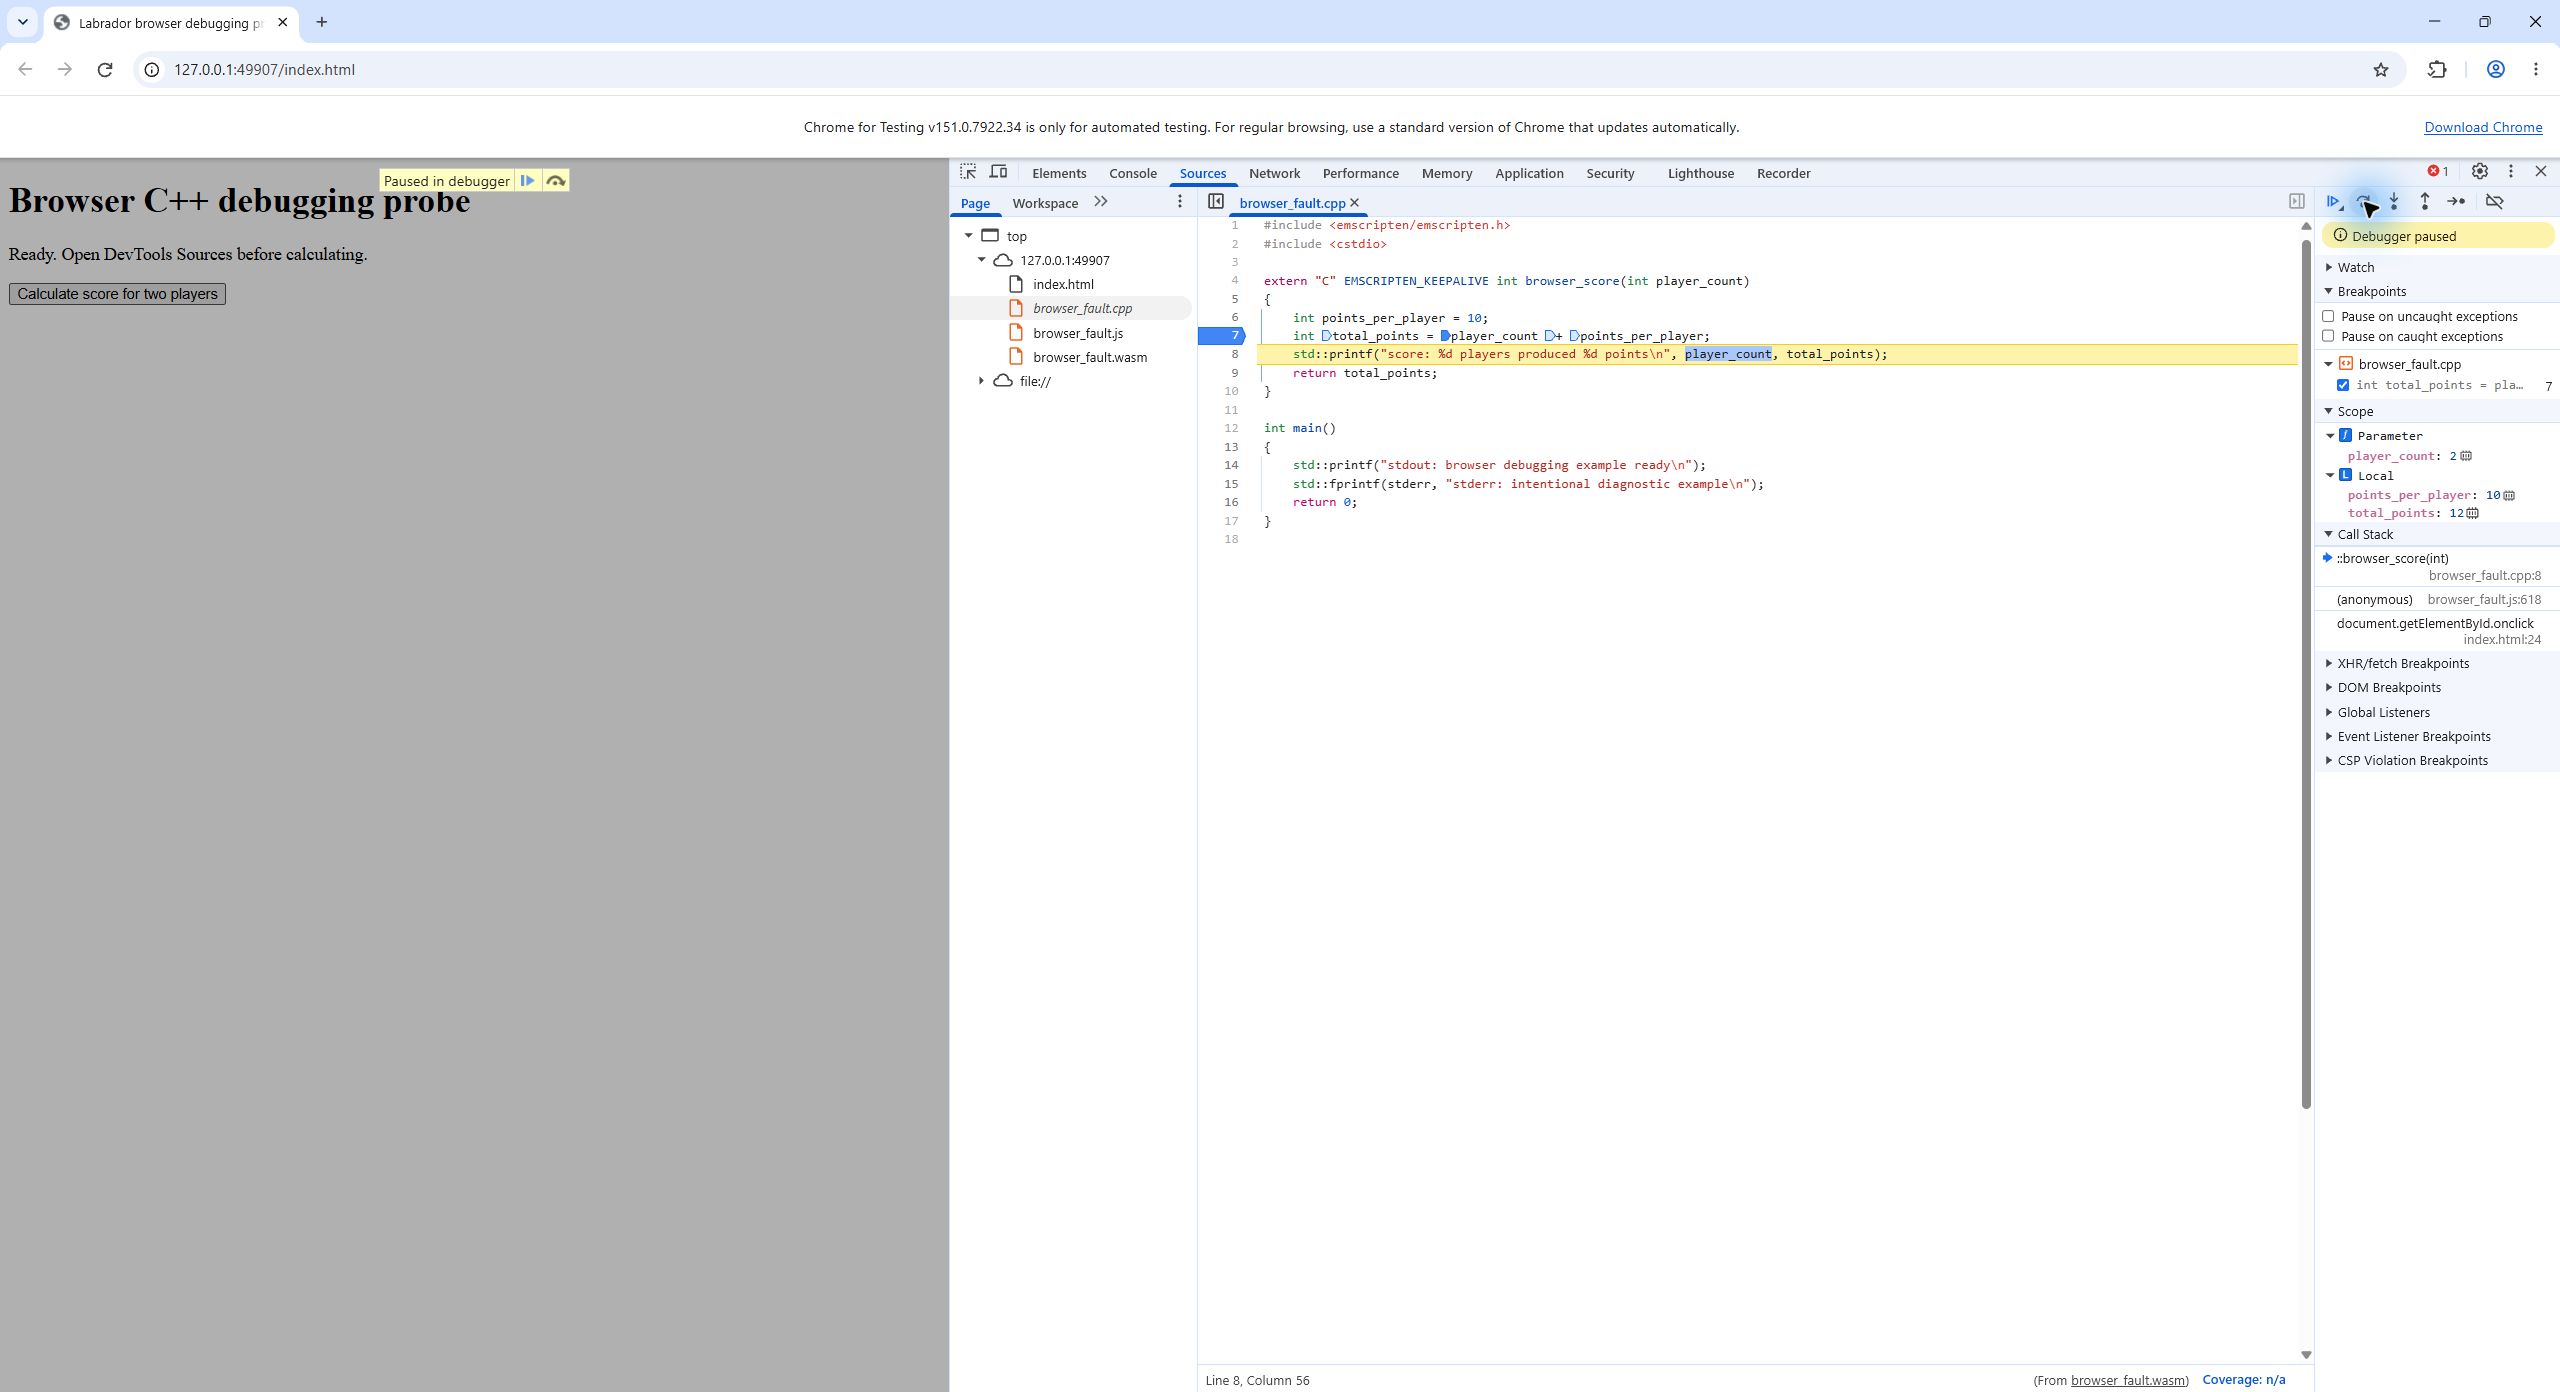 Labrador browser debugging p
127.0.0.1:49907/index.html
Chrome for Testing v151.0.7922.34 is only for automated testing. For regular browsing, use a standard version of Chrome that updates automatically.
Download Chrome
Paused in debugger
Browser C++ debugging probe
Ready. Open DevTools Sources before calculating.
Calculate score for two players
Elements Console Sources Network Performance Memory Application Security Lighthouse Recorder
1
Page Workspace
top
127.0.0.1:49907
index.html
browser_fault.cpp
browser_fault.js
browser_fault.wasm
file://
browser_fault.cpp
1 #include <emscripten/emscripten.h>
2 #include <cstdio>
3
4 extern "C" EMSCRIPTEN_KEEPALIVE int browser_score(int player_count)
5 {
6 int points_per_player = 10;
7 int total_points = player_count + points_per_player;
8 std::printf("score: %d players produced %d points\n", player_count, total_points);
9 return total_points;
10 }
11
12 int main()
13 {
14 std::printf("stdout: browser debugging example ready\n");
15 std::fprintf(stderr, "stderr: intentional diagnostic example\n");
16 return 0;
17 }
18
Line 8, Column 56
(From browser_fault.wasm) Coverage: n/a
Debugger paused
Watch
Breakpoints
Pause on uncaught exceptions
Pause on caught exceptions
browser_fault.cpp
int total_points = pla… 7
Scope
Parameter
player_count: 2
Local
points_per_player: 10
total_points: 12
Call Stack
::browser_score(int)
browser_fault.cpp:8
(anonymous) browser_fault.js:618
document.getElementById.onclick
index.html:24
XHR/fetch Breakpoints
DOM Breakpoints
Global Listeners
Event Listener Breakpoints
CSP Violation Breakpoints